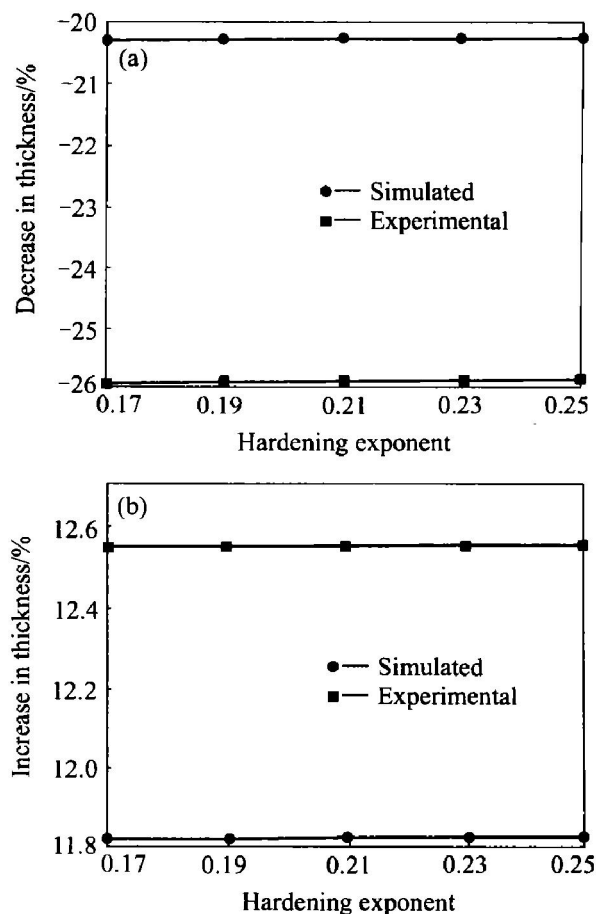 -20
(a)
-21
-22
-23
-24
-25
-26
Decrease in thickness/%
Simulated
Experimental
0.17 0.19 0.21 0.23 0.25
Hardening exponent
(b)
12.6
12.4
12.2
12.0
11.8
Increase in thickness/%
Simulated
Experimental
0.17 0.19 0.21 0.23 0.25
Hardening exponent